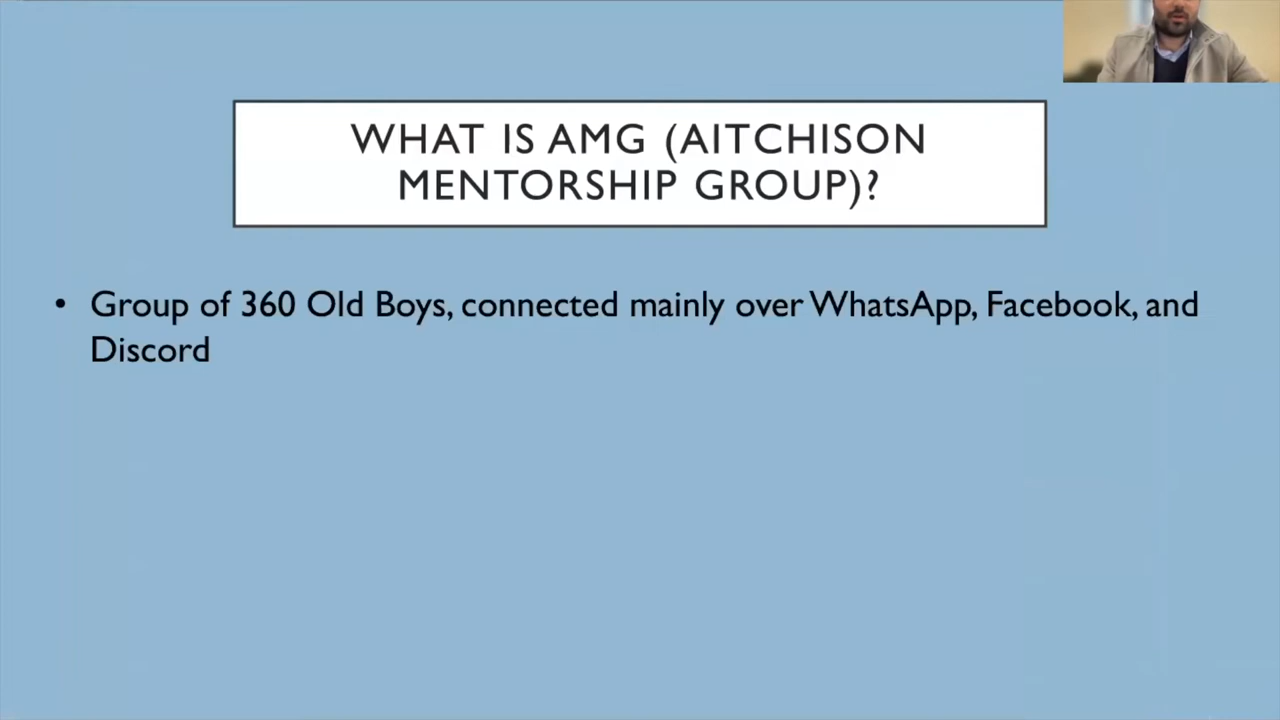 WHAT IS AMG (AITCHISON
MENTORSHIP GROUP)?
• Group of 360 Old Boys, connected mainly over WhatsApp, Facebook, and
Discord